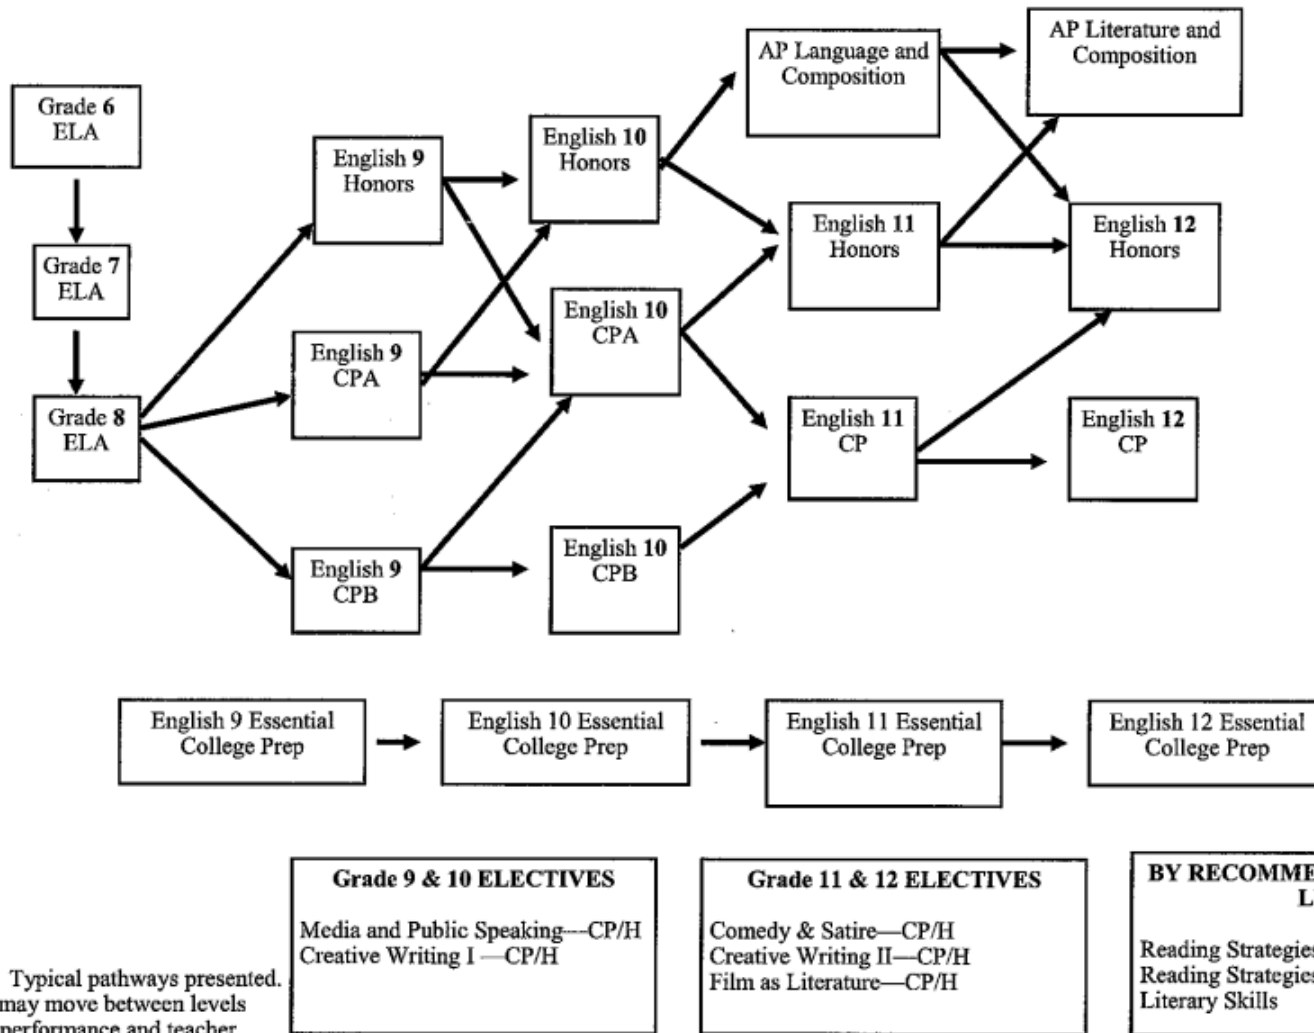 AP Literature and
Composition
AP Language and
Composition
Grade 6
ELA
English 9
Honors
English 10
Honors
English 11
Honors
English 12
Honors
Grade 7
ELA
English 9
CPA
English 10
CPA
Grade 8
ELA
English 11
CP
English 12
CP
English 9
CPB
English 10
CPB
English 9 Essential
College Prep
English 10 Essential
College Prep
English 11 Essential
College Prep
English 12 Essential
College Prep
Grade 9 & 10 ELECTIVES
Media and Public Speaking---CP/H
Creative Writing I —CP/H
Grade 11 & 12 ELECTIVES
Comedy & Satire—CP/H
Creative Writing II—CP/H
Film as Literature—CP/H
BY RECOMME
L
Reading Strategies
Reading Strategies
Literary Skills
Typical pathways presented.
may move between levels
performance and teacher